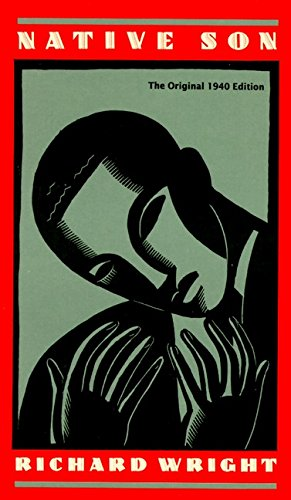 NATIVE SON
The Original 1940 Edition
RICHARD WRIGHT